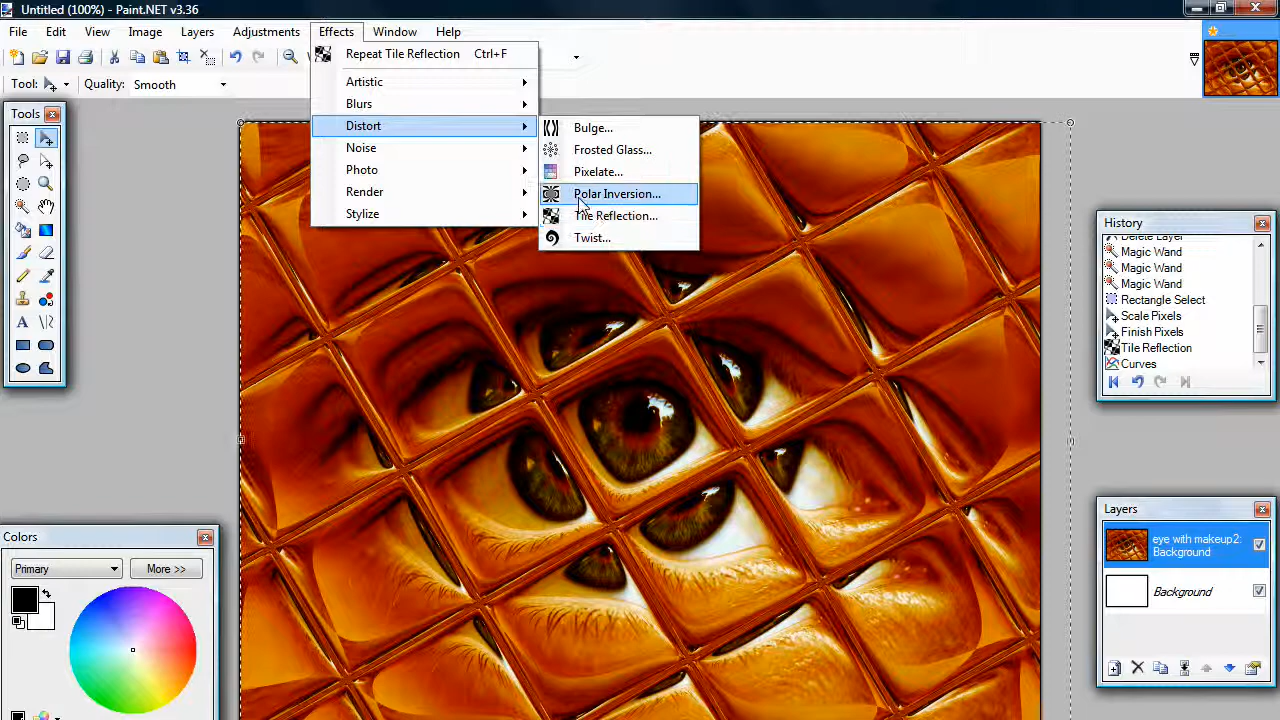 Untitled (100%) - Paint.NET v3.36
File Edit View Image Layers Adjustments Effects Window Help
Tool: Quality: Smooth
Repeat Tile Reflection Ctrl+F
Artistic
Blurs
Distort
Noise
Photo
Render
Stylize
Bulge...
Frosted Glass...
Pixelate...
Polar Inversion...
Tile Reflection...
Twist...
Tools
History
Delete Layer
Magic Wand
Magic Wand
Magic Wand
Rectangle Select
Scale Pixels
Finish Pixels
Tile Reflection
Curves
Colors
Primary
More >>
Layers
eye with makeup2:
Background
Background